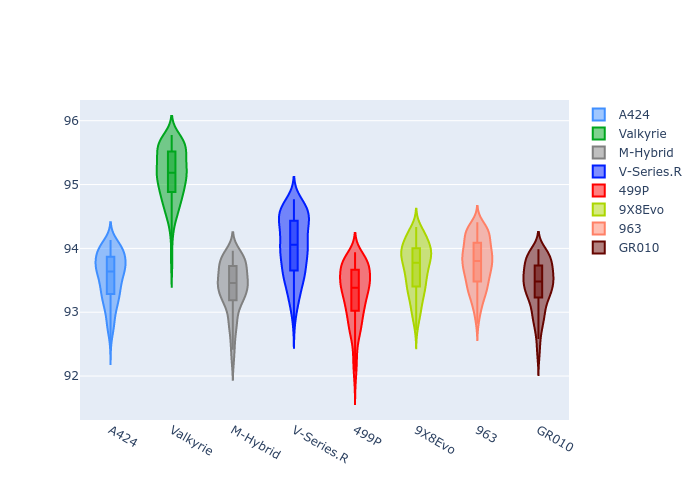 96
95
94
93
92
A424
Valkyrie
M-Hybrid
V-Series.R
499P
9X8Evo
963
GR010
A424
Valkyrie
M-Hybrid
V-Series.R
499P
9X8Evo
963
GR010